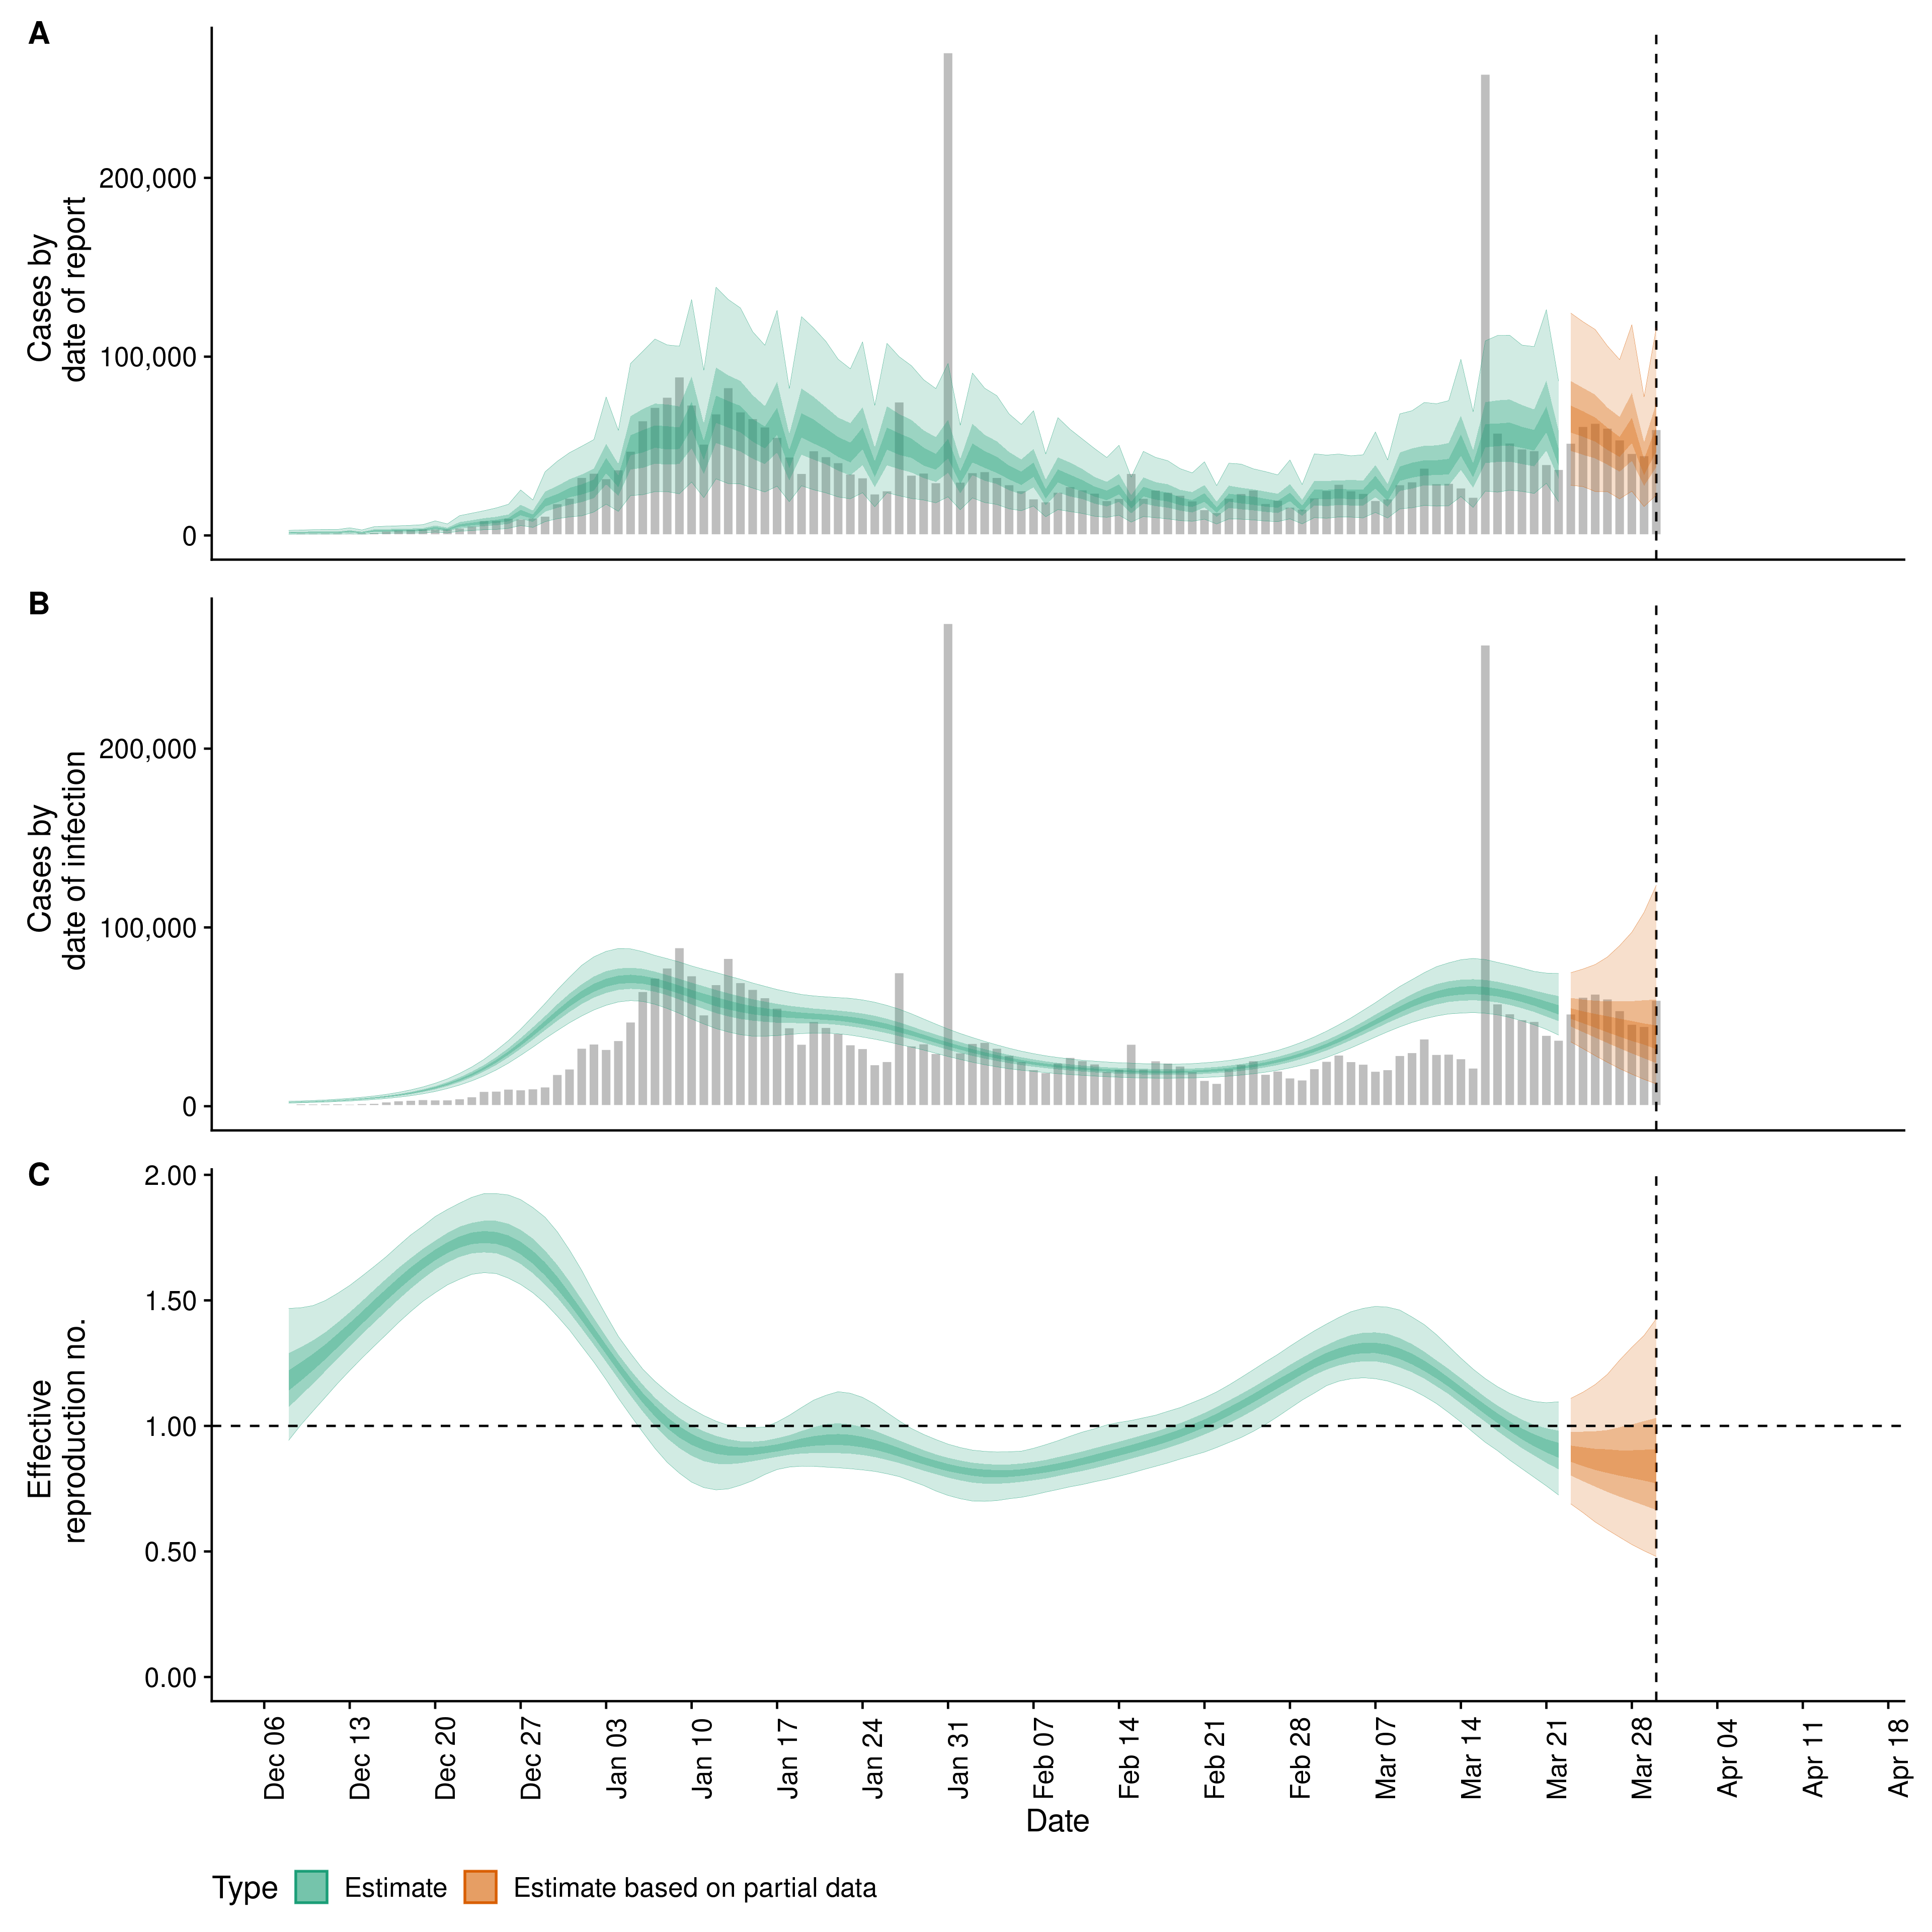 A
Cases by
date of report
200,000
100,000
0
B
Cases by
date of infection
200,000
100,000
0
C
Effective
reproduction no.
2.00
1.50
1.00
0.50
0.00
Dec 06
Dec 13
Dec 20
Dec 27
Jan 03
Jan 10
Jan 17
Jan 24
Jan 31
Feb 07
Feb 14
Feb 21
Feb 28
Mar 07
Mar 14
Mar 21
Mar 28
Apr 04
Apr 11
Apr 18
Date
Type Estimate Estimate based on partial data